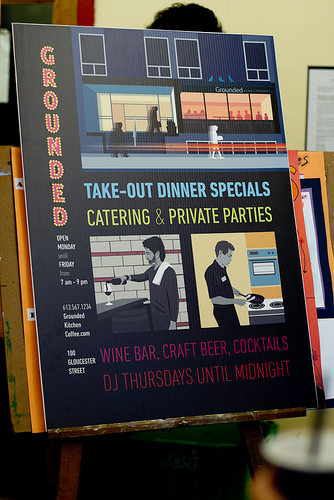 GROUNDED
Grounded
TAKE-OUT DINNER SPECIALS
CATERING & PRIVATE PARTIES
OPEN
MONDAY
until
FRIDAY
from
7 am - 9 pm
613.567.1234
Grounded
Kitchen
Coffee.com
100
GLOUCESTER
STREET
WINE BAR, CRAFT BEER, COCKTAILS
DJ THURSDAYS UNTIL MIDNIGHT